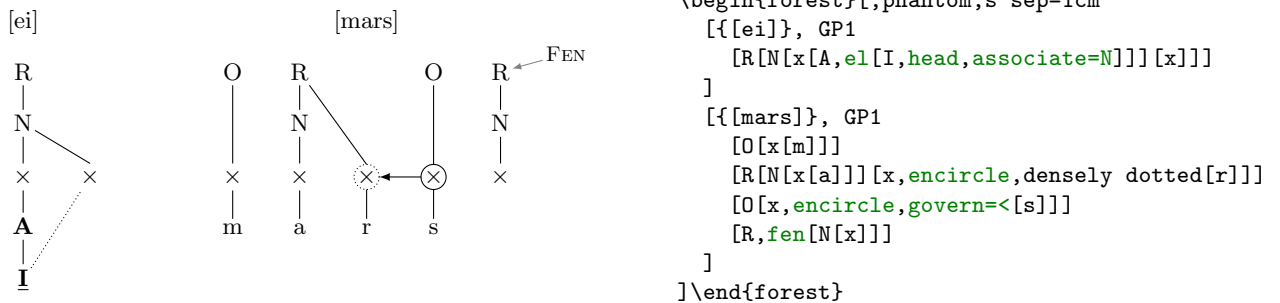 [ei] [mars]
R O R O R FEN
N N N
× × × × × × ×
A m a r s
I
\begin{forest}[,phantom,s sep=1cm
[{[ei]}, GP1
[R[N[x[A,el[I,head,associate=N]]][x]]]
]
[{[mars]}, GP1
[O[x[m]]]
[R[N[x[a]]][x,encircle,densely dotted[r]]]
[O[x,encircle,govern=<[s]]]
[R,fen[N[x]]]
]
]\end{forest}